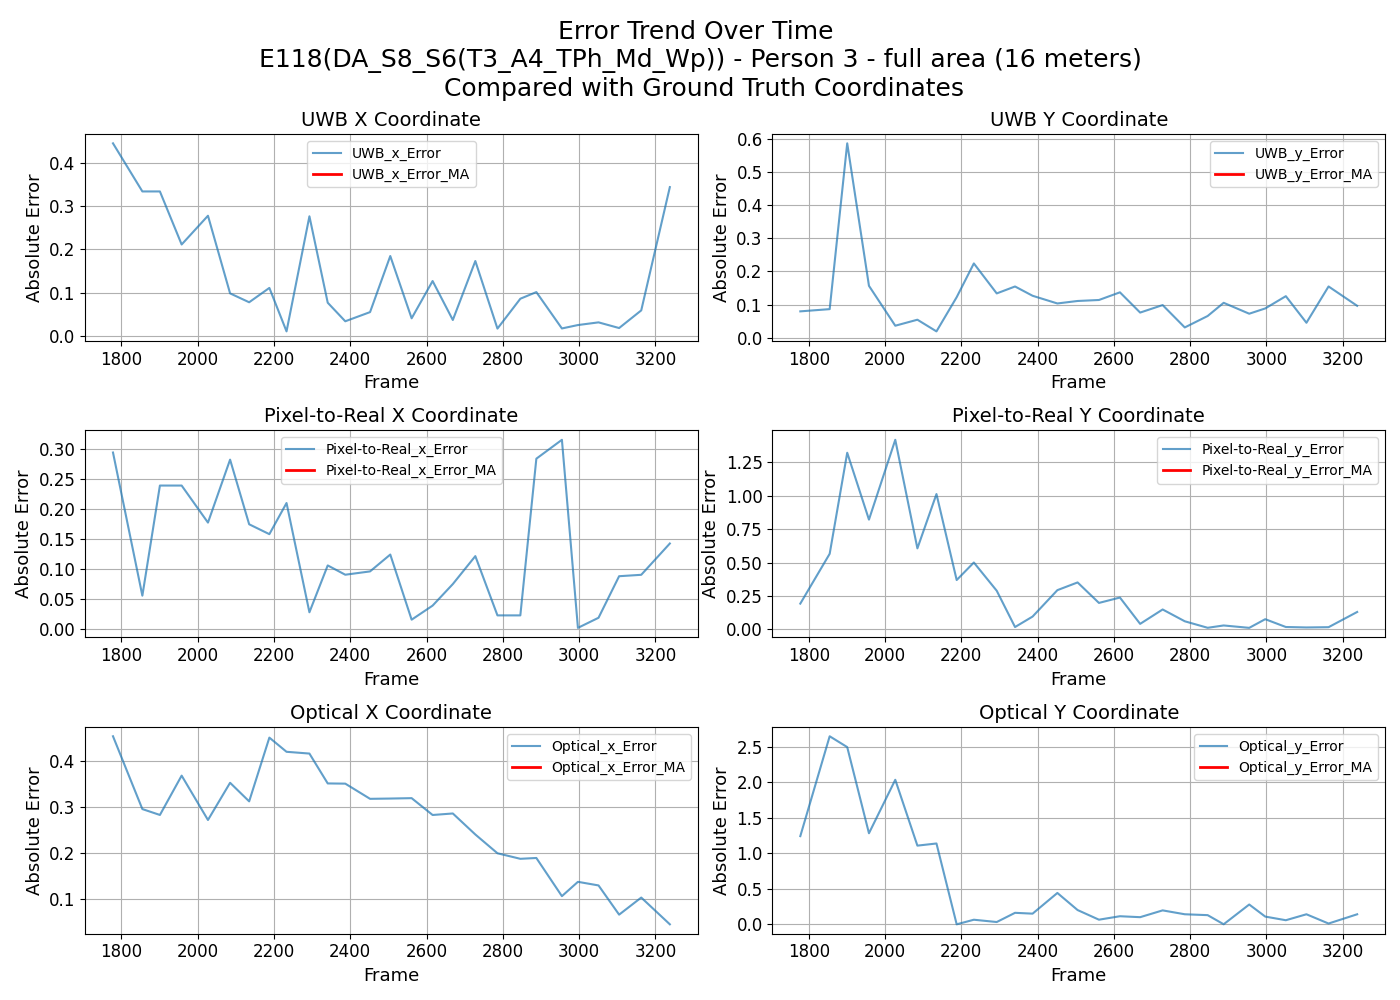 Error Trend Over Time
E118(DA_S8_S6(T3_A4_TPh_Md_Wp)) - Person 3 - full area (16 meters)
Compared with Ground Truth Coordinates
UWB X Coordinate
Absolute Error
0.4
0.3
0.2
0.1
0.0
UWB_x_Error
UWB_x_Error_MA
1800 2000 2200 2400 2600 2800 3000 3200
Frame
UWB Y Coordinate
Absolute Error
0.6
0.5
0.4
0.3
0.2
0.1
0.0
UWB_y_Error
UWB_y_Error_MA
1800 2000 2200 2400 2600 2800 3000 3200
Frame
Pixel-to-Real X Coordinate
Absolute Error
0.30
0.25
0.20
0.15
0.10
0.05
0.00
Pixel-to-Real_x_Error
Pixel-to-Real_x_Error_MA
1800 2000 2200 2400 2600 2800 3000 3200
Frame
Pixel-to-Real Y Coordinate
Absolute Error
1.25
1.00
0.75
0.50
0.25
0.00
Pixel-to-Real_y_Error
Pixel-to-Real_y_Error_MA
1800 2000 2200 2400 2600 2800 3000 3200
Frame
Optical X Coordinate
Absolute Error
0.4
0.3
0.2
0.1
Optical_x_Error
Optical_x_Error_MA
1800 2000 2200 2400 2600 2800 3000 3200
Frame
Optical Y Coordinate
Absolute Error
2.5
2.0
1.5
1.0
0.5
0.0
Optical_y_Error
Optical_y_Error_MA
1800 2000 2200 2400 2600 2800 3000 3200
Frame